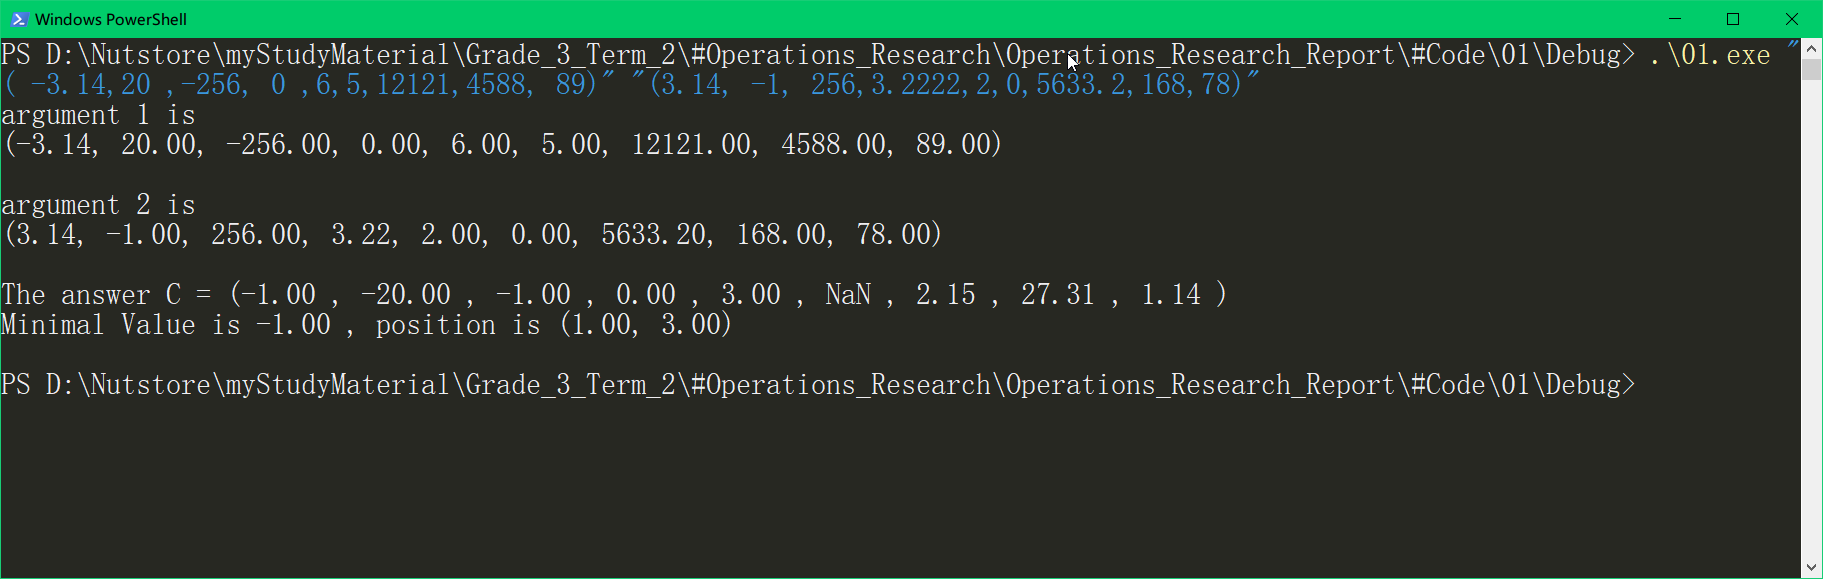 Windows PowerShell
PS D:\Nutstore\myStudyMaterial\Grade_3_Term_2\#Operations_Research\Operations_Research_Report\#Code\01\Debug> .\01.exe "
( -3.14,20 ,-256, 0 ,6,5,12121,4588, 89)" "(3.14, -1, 256,3.2222,2,0,5633.2,168,78)"
argument 1 is
(-3.14, 20.00, -256.00, 0.00, 6.00, 5.00, 12121.00, 4588.00, 89.00)
argument 2 is
(3.14, -1.00, 256.00, 3.22, 2.00, 0.00, 5633.20, 168.00, 78.00)
The answer C = (-1.00 , -20.00 , -1.00 , 0.00 , 3.00 , NaN , 2.15 , 27.31 , 1.14 )
Minimal Value is -1.00 , position is (1.00, 3.00)
PS D:\Nutstore\myStudyMaterial\Grade_3_Term_2\#Operations_Research\Operations_Research_Report\#Code\01\Debug>